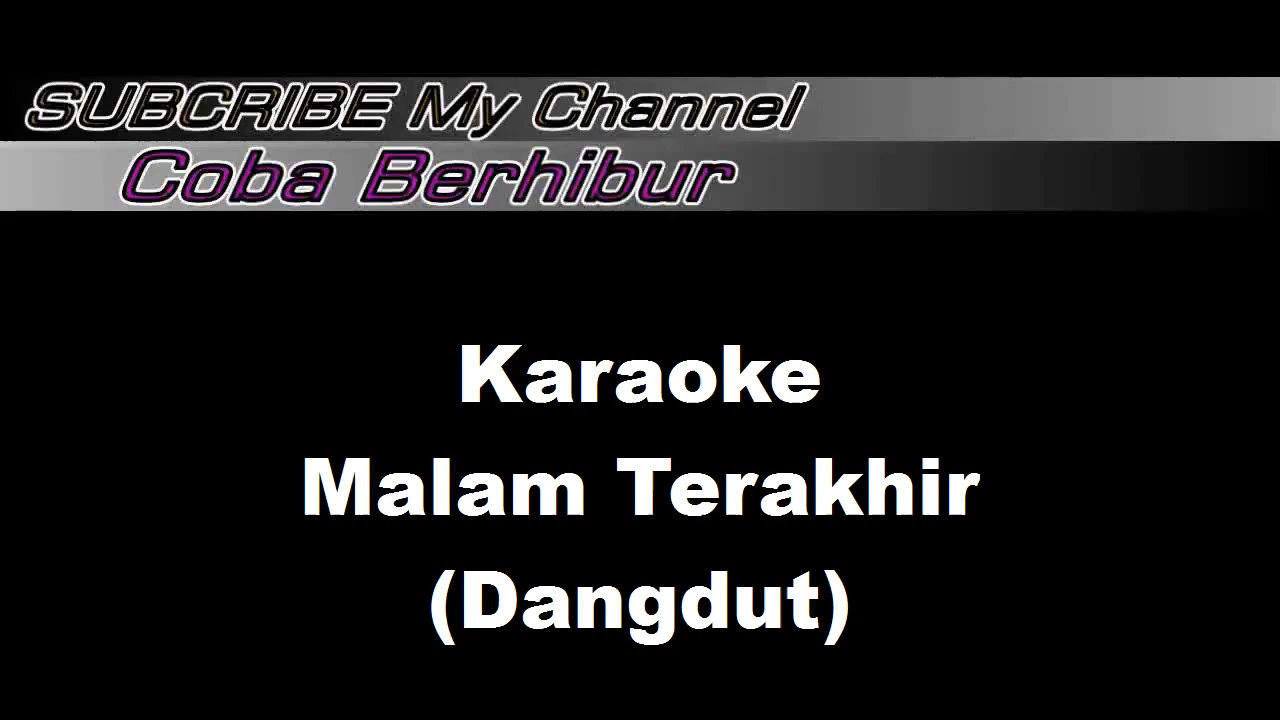 SUBCRIBE My Channel
Coba Berhibur
Karaoke
Malam Terakhir
(Dangdut)